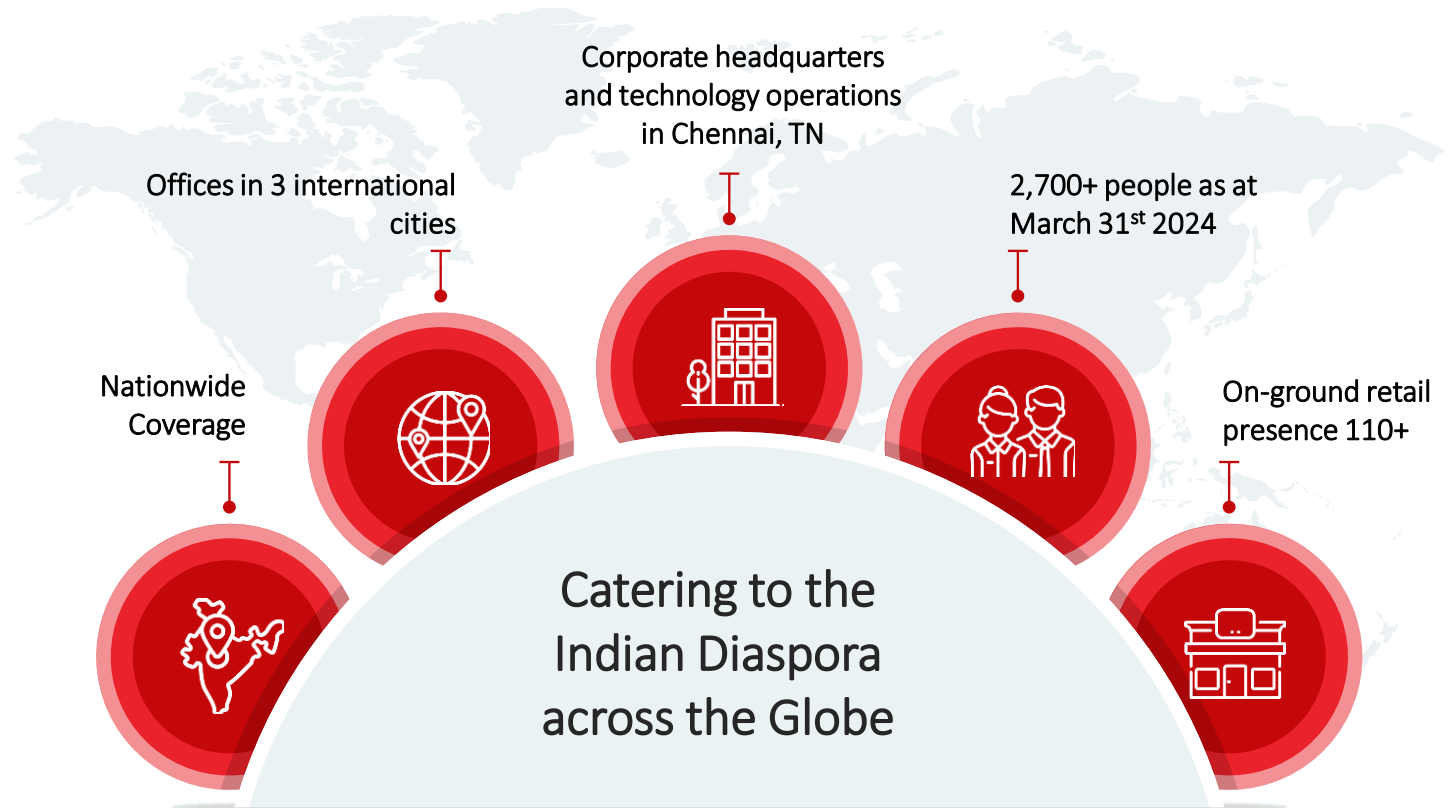 Corporate headquarters
and technology operations
in Chennai, TN
Offices in 3 international
cities
2,700+ people as at
March 31st 2024
Nationwide
Coverage
On-ground retail
presence 110+
Catering to the
Indian Diaspora
across the Globe